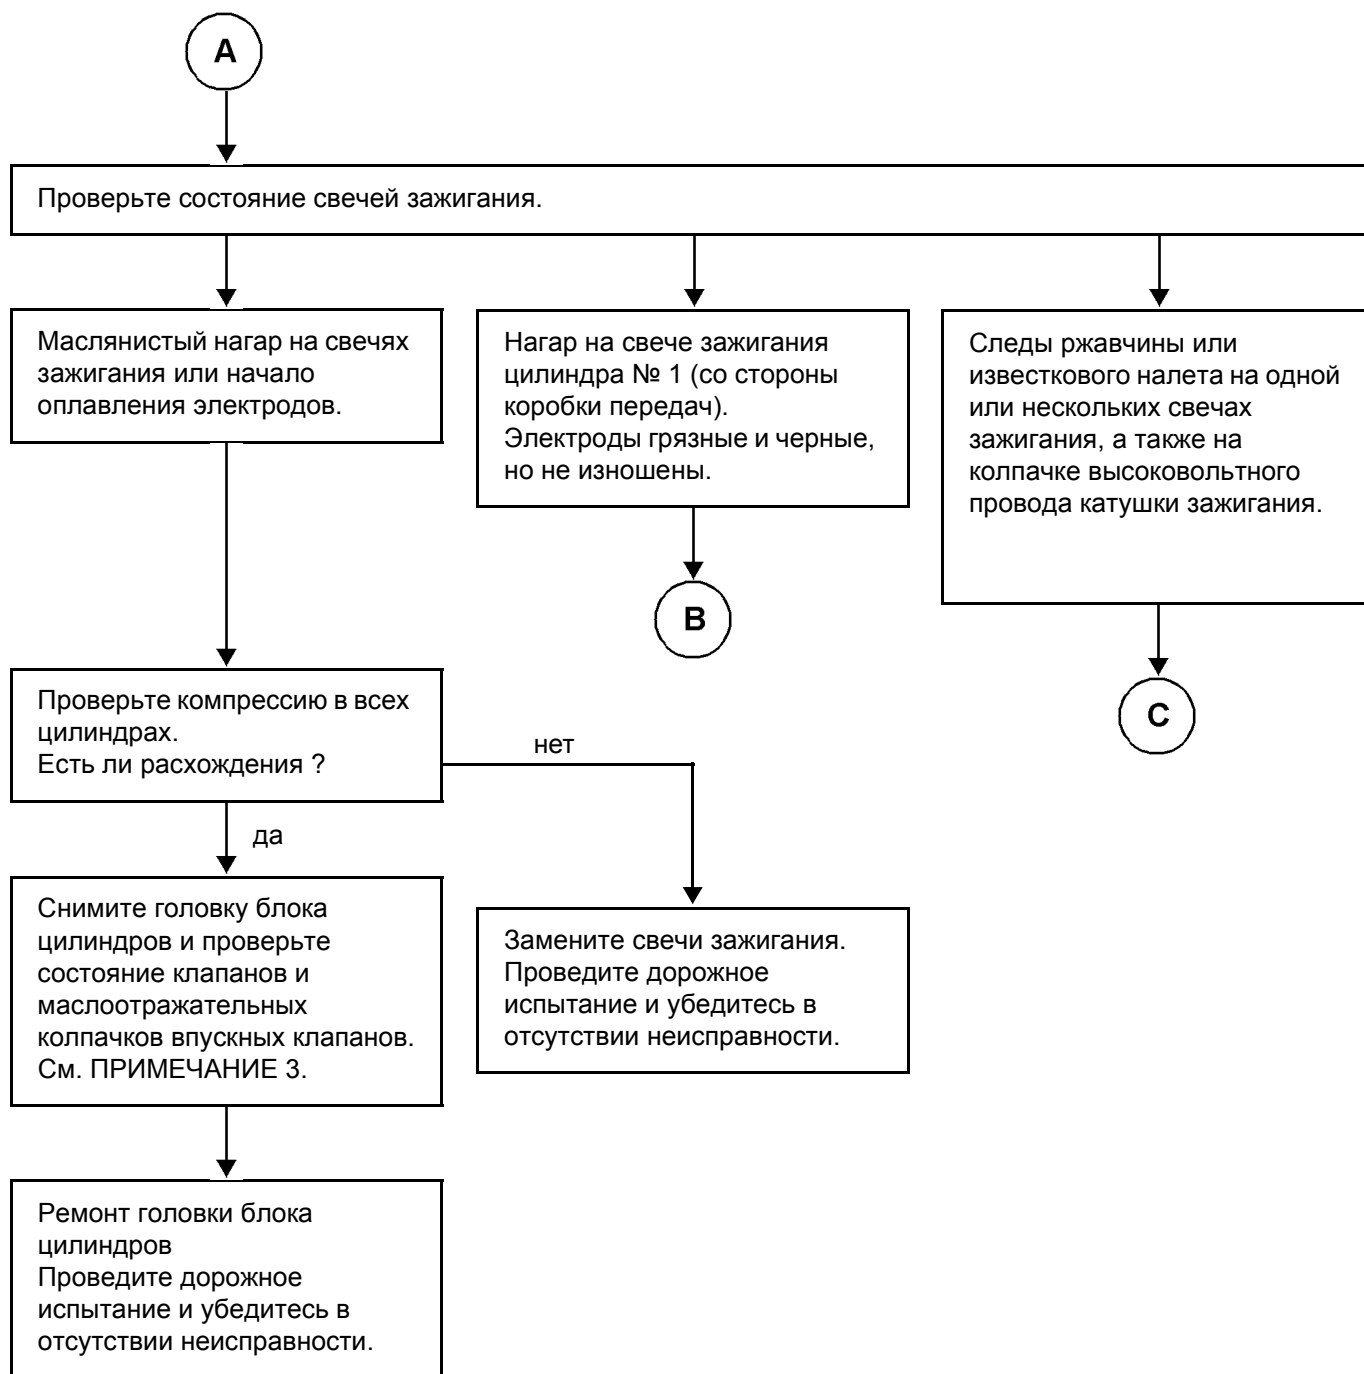 A
Проверьте состояние свечей зажигания.
Маслянистый нагар на свечях
зажигания или начало
оплавления электродов.
Нагар на свече зажигания
цилиндра № 1 (со стороны
коробки передач).
Электроды грязные и черные,
но не изношены.
Следы ржавчины или
известкового налета на одной
или нескольких свечах
зажигания, а также на
колпачке высоковольтного
провода катушки зажигания.
B
C
Проверьте компрессию в всех
цилиндрах.
Есть ли расхождения ?
нет
да
Снимите головку блока
цилиндров и проверьте
состояние клапанов и
маслоотражательных
колпачков впускных клапанов.
См. ПРИМЕЧАНИЕ 3.
Замените свечи зажигания.
Проведите дорожное
испытание и убедитесь в
отсутствии неисправности.
Ремонт головки блока
цилиндров
Проведите дорожное
испытание и убедитесь в
отсутствии неисправности.